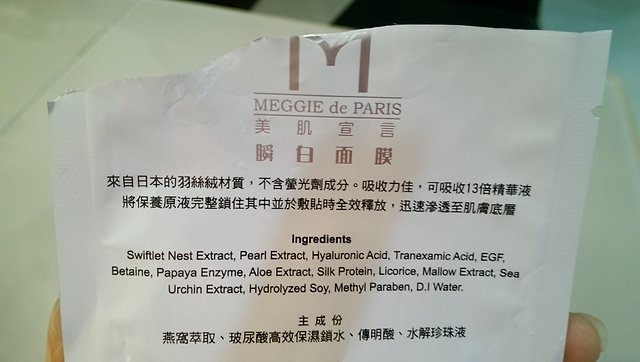 M
MEGGIE de PARIS
美肌宣言
瞬白面膜
來自日本的羽絲絨材質，不含螢光劑成分。吸收力佳，可吸收13倍精華液
將保養原液完整鎖住其中並於敷貼時全效釋放，迅速滲透至肌膚底層
Ingredients
Swiftlet Nest Extract, Pearl Extract, Hyaluronic Acid, Tranexamic Acid, EGF,
Betaine, Papaya Enzyme, Aloe Extract, Silk Protein, Licorice, Mallow Extract, Sea
Urchin Extract, Hydrolyzed Soy, Methyl Paraben, D.I Water.
主成份
燕窩萃取、玻尿酸高效保濕鎖水、傳明酸、水解珍珠液